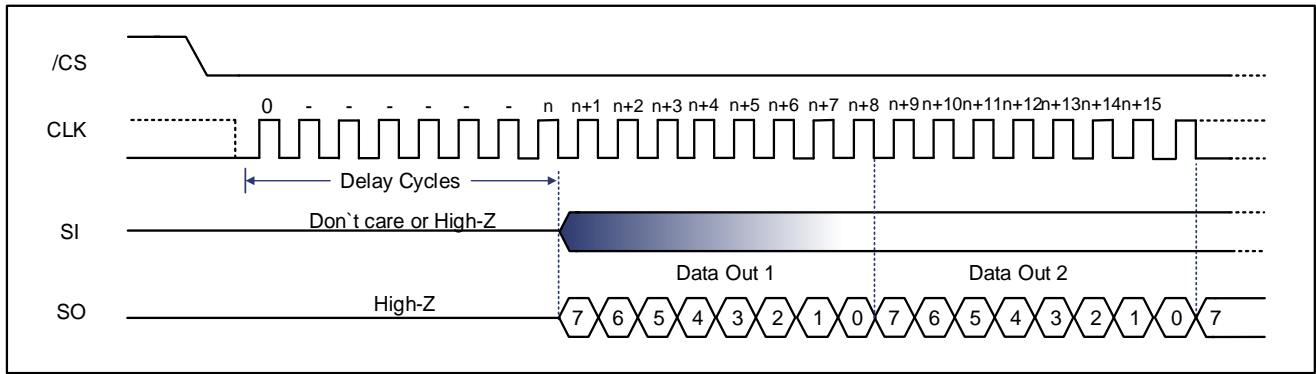 /CS
0 - - - - - - n n+1 n+2 n+3 n+4 n+5 n+6 n+7 n+8 n+9 n+10 n+11 n+12 n+13 n+14 n+15
CLK
Delay Cycles
Don`t care or High-Z
SI
Data Out 1 Data Out 2
High-Z
SO
7 6 5 4 3 2 1 0 7 6 5 4 3 2 1 0 7